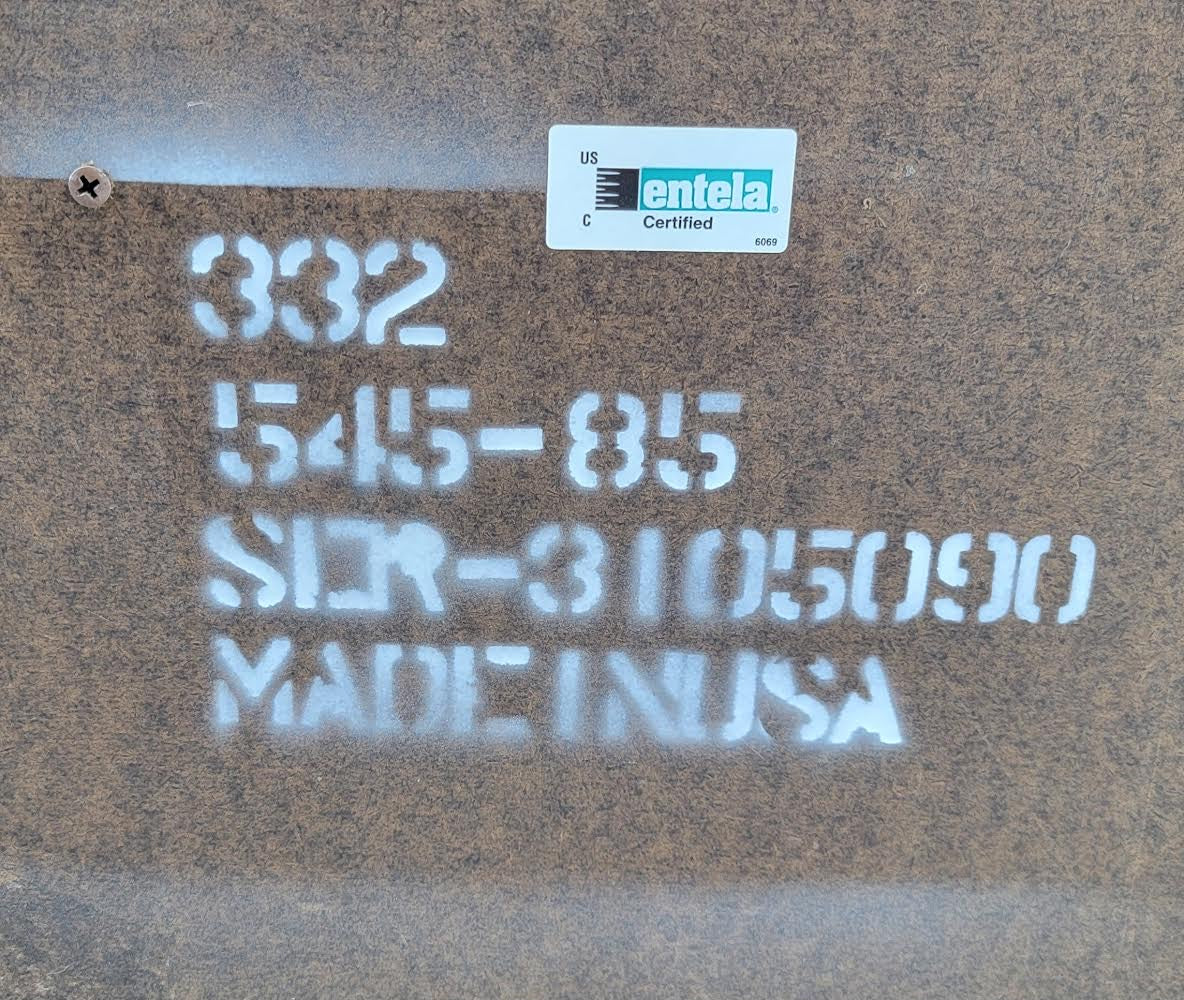 US
entela®
C
Certified
6069
332
545-85
SER-3105090
MADE IN USA